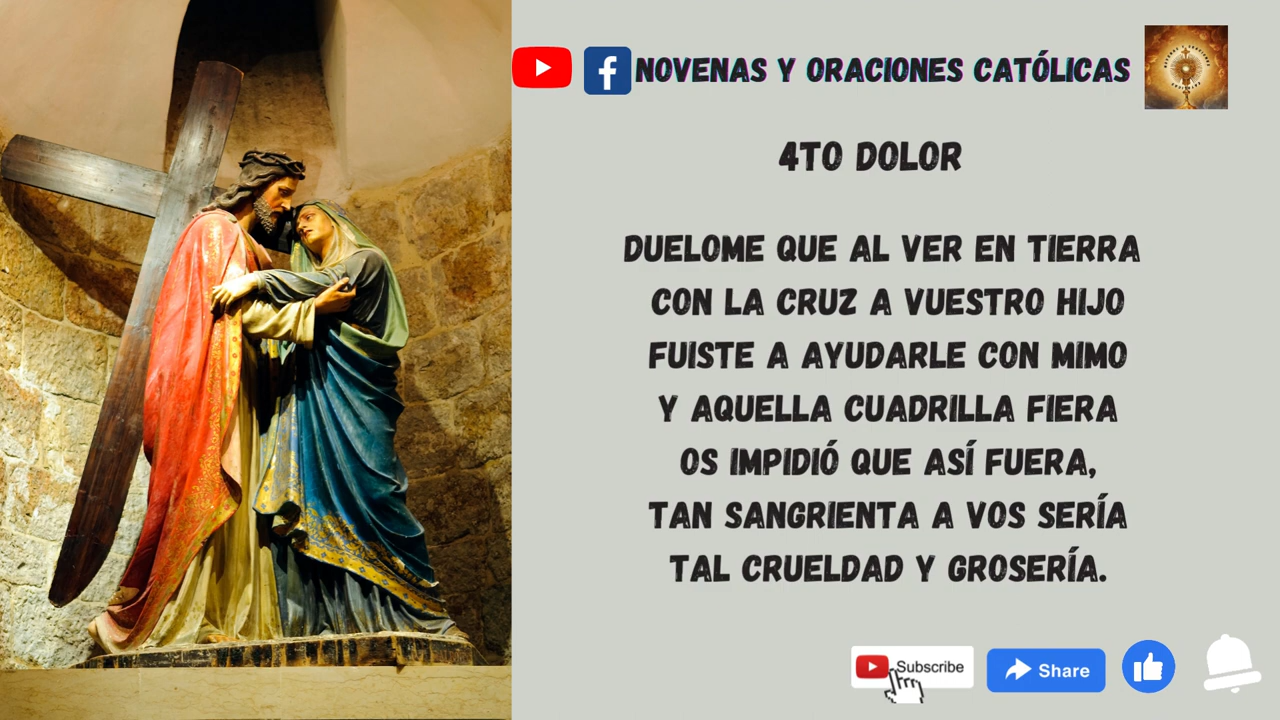 NOVENAS Y ORACIONES CATÓLICAS
4TO DOLOR
DUELOME QUE AL VER EN TIERRA
CON LA CRUZ A VUESTRO HIJO
FUISTE A AYUDARLE CON MIMO
Y AQUELLA CUADRILLA FIERA
OS IMPIDIÓ QUE ASÍ FUERA,
TAN SANGRIENTA A VOS SERÍA
TAL CRUELDAD Y GROSERÍA.
Subscribe
Share